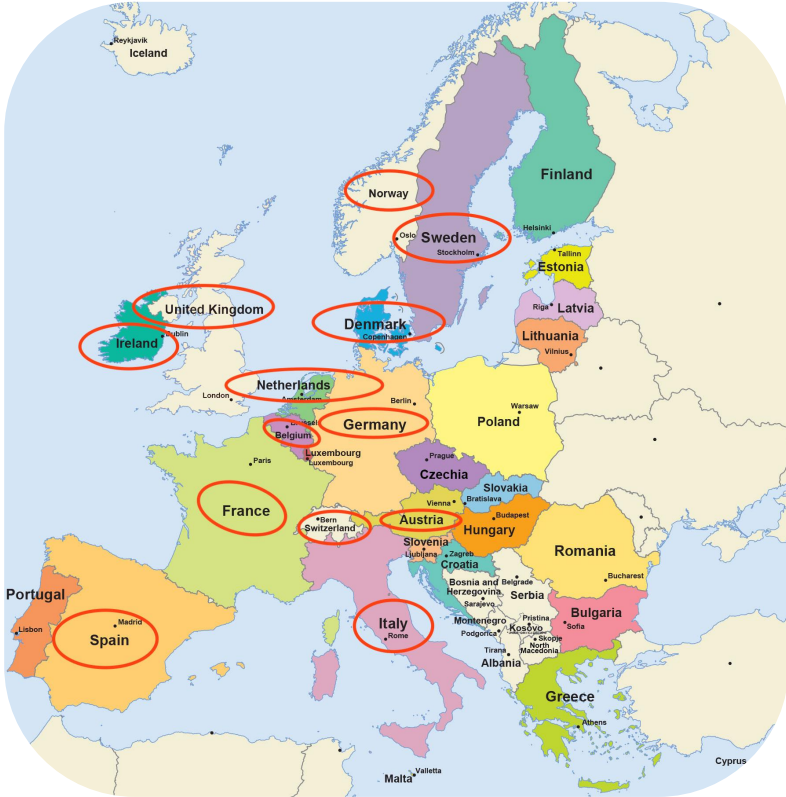 Reykjavik
Iceland
Norway
Finland
Oslo
Sweden
Stockholm
Helsinki
Tallinn
Estonia
Riga
Latvia
United Kingdom
Denmark
Copenhagen
Lithuania
Vilnius
Ireland
Dublin
Netherlands
Amsterdam
London
Berlin
Warsaw
Poland
Germany
Brussels
Belgium
Luxembourg
Luxembourg
Paris
Prague
Czechia
Slovakia
Bratislava
Vienna
France
Bern
Switzerland
Austria
Budapest
Hungary
Slovenia
Ljubljana
Zagreb
Croatia
Romania
Bucharest
Bosnia and
Herzegovina
Sarajevo
Belgrade
Serbia
Portugal
Lisbon
Madrid
Spain
Italy
Rome
Montenegro
Podgorica
Pristina
Kosovo
Bulgaria
Sofia
Skopje
North
Macedonia
Tirana
Albania
Greece
Athens
Malta
Valletta
Cyprus